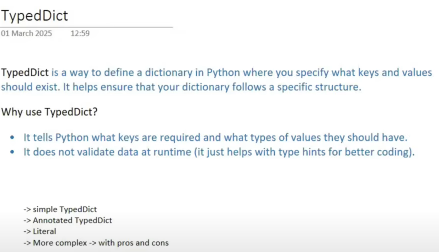 TypedDict
01 March 2025 12:59
TypedDict is a way to define a dictionary in Python where you specify what keys and values
should exist. It helps ensure that your dictionary follows a specific structure.
Why use TypedDict?
• It tells Python what keys are required and what types of values they should have.
• It does not validate data at runtime (it just helps with type hints for better coding).
-> simple TypedDict
-> Annotated TypedDict
-> Literal
-> More complex -> with pros and cons